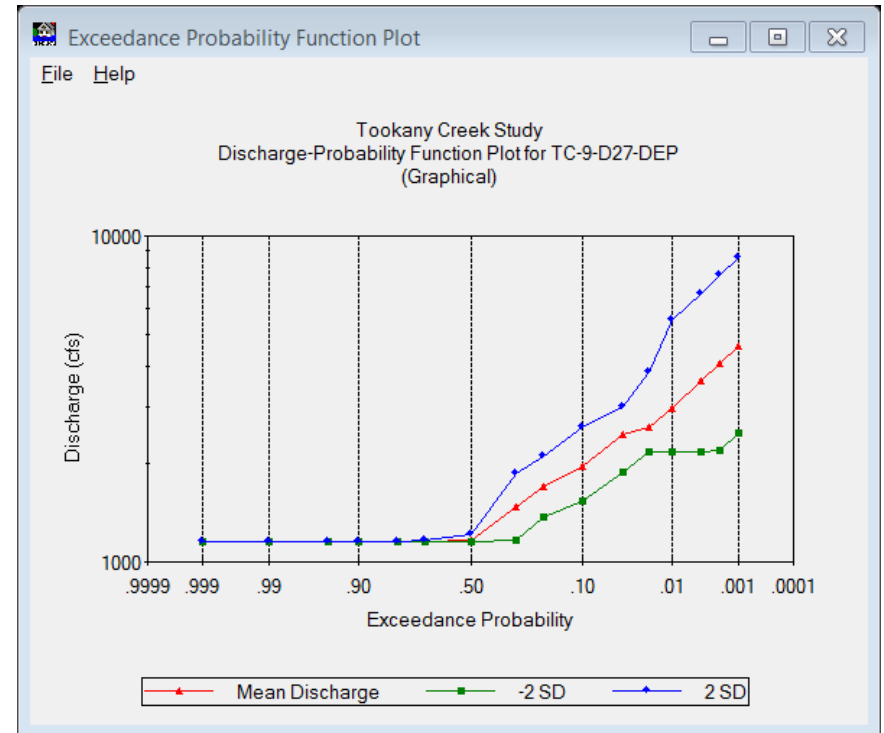 Exceedance Probability Function Plot
File Help
Tookany Creek Study
Discharge-Probability Function Plot for TC-9-D27-DEP
(Graphical)
10000
Discharge (cfs)
1000
.9999 .999 .99 .90 .50 .10 .01 .001 .0001
Exceedance Probability
Mean Discharge -2 SD 2 SD